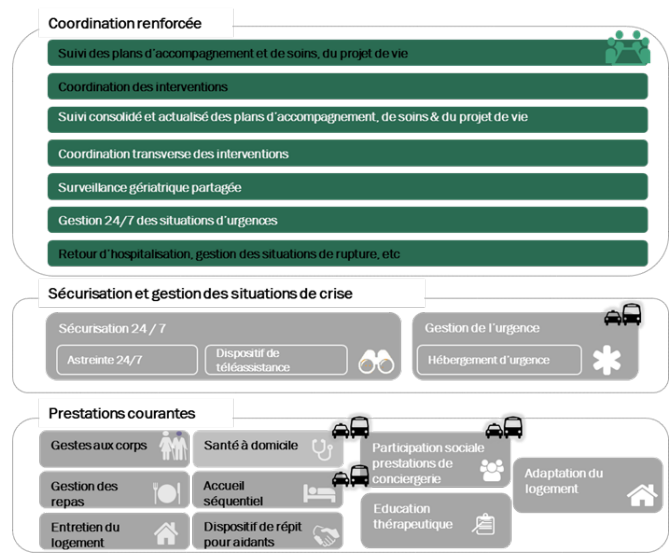 Coordination renforcée
Suivi des plans d'accompagnement et de soins, du projet de vie
Coordination des interventions
Suivi consolidé et actualisé des plans d'accompagnement, de soins & du projet de vie
Coordination transverse des interventions
Surveillance gériatrique partagée
Gestion 24/7 des situations d'urgences
Retour d'hospitalisation, gestion des situations de rupture, etc
Sécurisation et gestion des situations de crise
Sécurisation 24 / 7
Astreinte 24/7
Dispositif de
téléassistance
Gestion de l'urgence
Hébergement d'urgence
Prestations courantes
Gestes aux corps
Santé à domicile
Participation sociale
prestations de
conciergerie
Adaptation du
logement
Gestion des
repas
Accueil
séquentiel
Education
thérapeutique
Entretien du
logement
Dispositif de répit
pour aidants